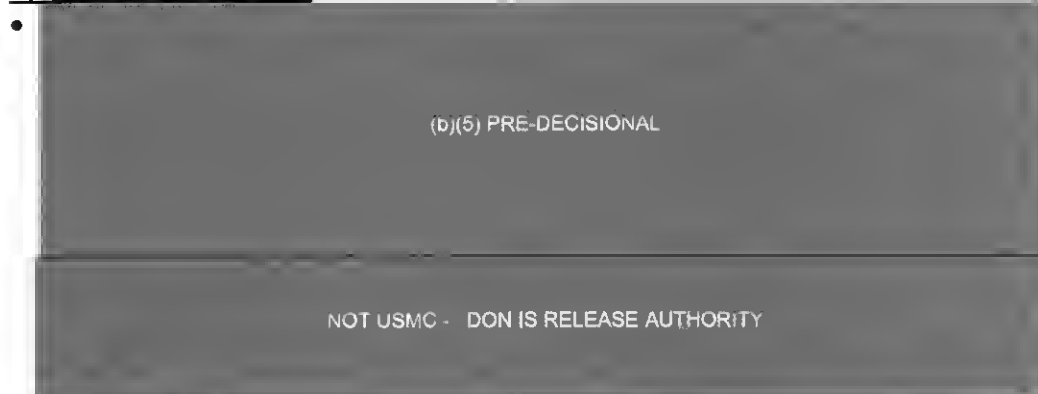 (b)(5) PRE-DECISIONAL
NOT USMC - DON IS RELEASE AUTHORITY